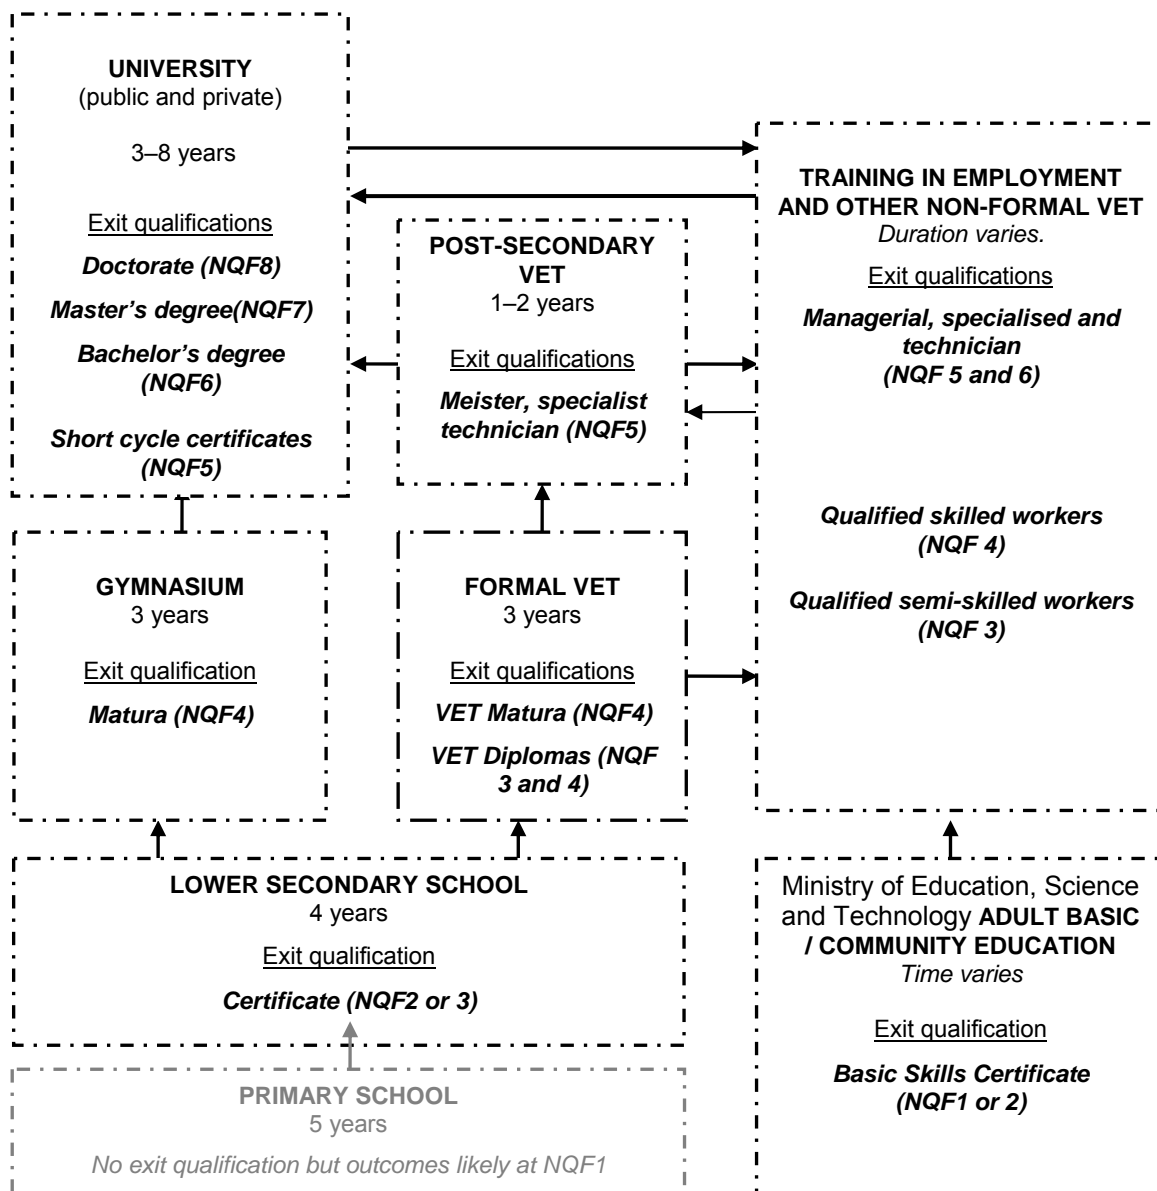 UNIVERSITY
(public and private)
3–8 years
Exit qualifications
Doctorate (NQF8)
Master’s degree(NQF7)
Bachelor’s degree
(NQF6)
Short cycle certificates
(NQF5)
POST-SECONDARY
VET
1–2 years
Exit qualifications
Meister, specialist
technician (NQF5)
TRAINING IN EMPLOYMENT
AND OTHER NON-FORMAL VET
Duration varies.
Exit qualifications
Managerial, specialised and
technician
(NQF 5 and 6)
Qualified skilled workers
(NQF 4)
Qualified semi-skilled workers
(NQF 3)
GYMNASIUM
3 years
Exit qualification
Matura (NQF4)
FORMAL VET
3 years
Exit qualifications
VET Matura (NQF4)
VET Diplomas (NQF
3 and 4)
LOWER SECONDARY SCHOOL
4 years
Exit qualification
Certificate (NQF2 or 3)
Ministry of Education, Science
and Technology ADULT BASIC
/ COMMUNITY EDUCATION
Time varies
Exit qualification
Basic Skills Certificate
(NQF1 or 2)
PRIMARY SCHOOL
5 years
No exit qualification but outcomes likely at NQF1